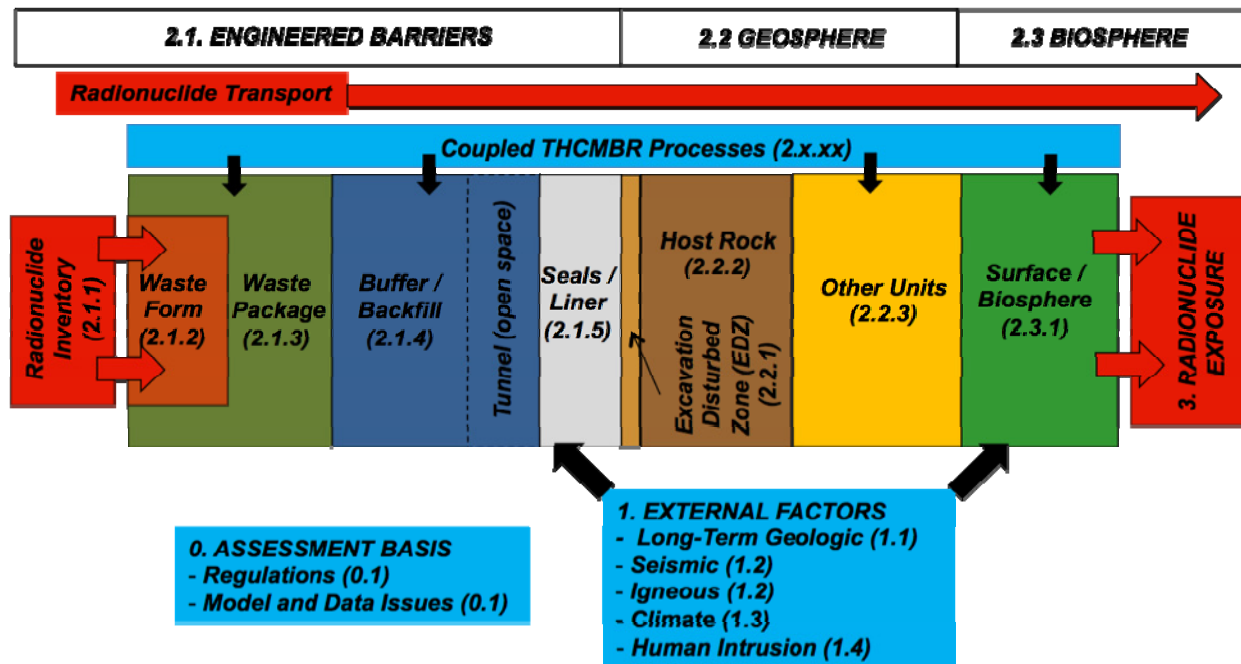 2.1. ENGINEERED BARRIERS
2.2 GEOSPHERE
2.3 BIOSPHERE
Radionuclide Transport
Coupled THCMBR Processes (2.x.xx)
Radionuclide
Inventory
(2.1.1)
Waste
Form
(2.1.2)
Waste
Package
(2.1.3)
Buffer /
Backfill
(2.1.4)
Tunnel (open space)
Seals /
Liner
(2.1.5)
Host Rock
(2.2.2)
Excavation
Disturbed
Zone (EDZ)
(2.2.1)
Other Units
(2.2.3)
Surface /
Biosphere
(2.3.1)
3. RADIONUCLIDE
EXPOSURE
0. ASSESSMENT BASIS
- Regulations (0.1)
- Model and Data Issues (0.1)
1. EXTERNAL FACTORS
- Long-Term Geologic (1.1)
- Seismic (1.2)
- Igneous (1.2)
- Climate (1.3)
- Human Intrusion (1.4)